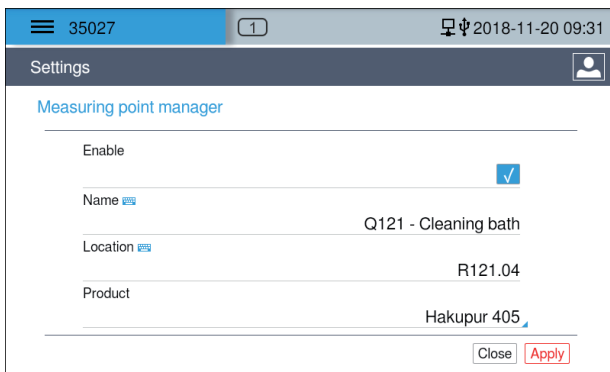 35027 1 2018-11-20 09:31
Settings
Measuring point manager
Enable
Name
Q121 - Cleaning bath
Location
R121.04
Product
Hakupur 405
Close Apply